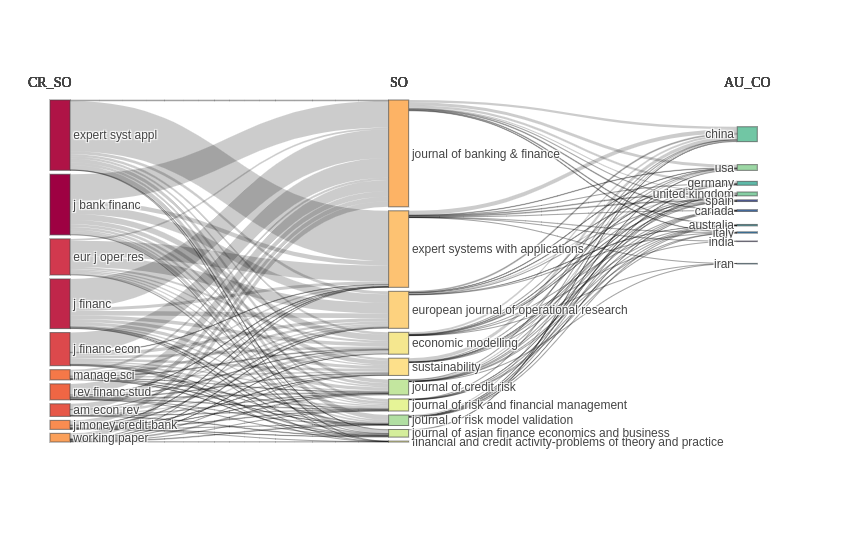 CR_SO
SO
AU_CO
expert syst appl
j bank financ
eur j oper res
j financ
j financ econ
manage sci
rev financ stud
am econ rev
j money credit bank
working paper
journal of banking & finance
expert systems with applications
european journal of operational research
economic modelling
sustainability
journal of credit risk
journal of risk and financial management
journal of risk model validation
journal of asian finance economics and business
financial and credit activity-problems of theory and practice
china
usa
germany
united kingdom
spain
canada
australia
italy
india
iran